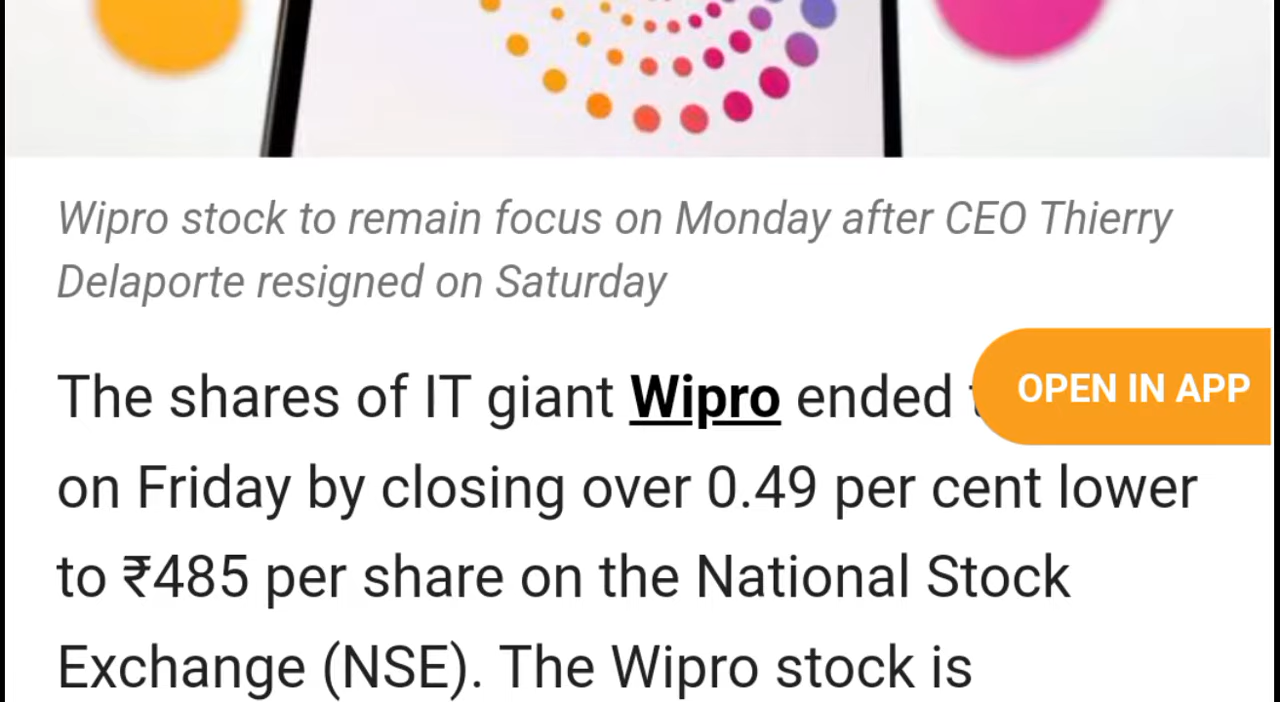 Wipro stock to remain focus on Monday after CEO Thierry
Delaporte resigned on Saturday
The shares of IT giant Wipro ended
OPEN IN APP
on Friday by closing over 0.49 per cent lower
to ₹485 per share on the National Stock
Exchange (NSE). The Wipro stock is